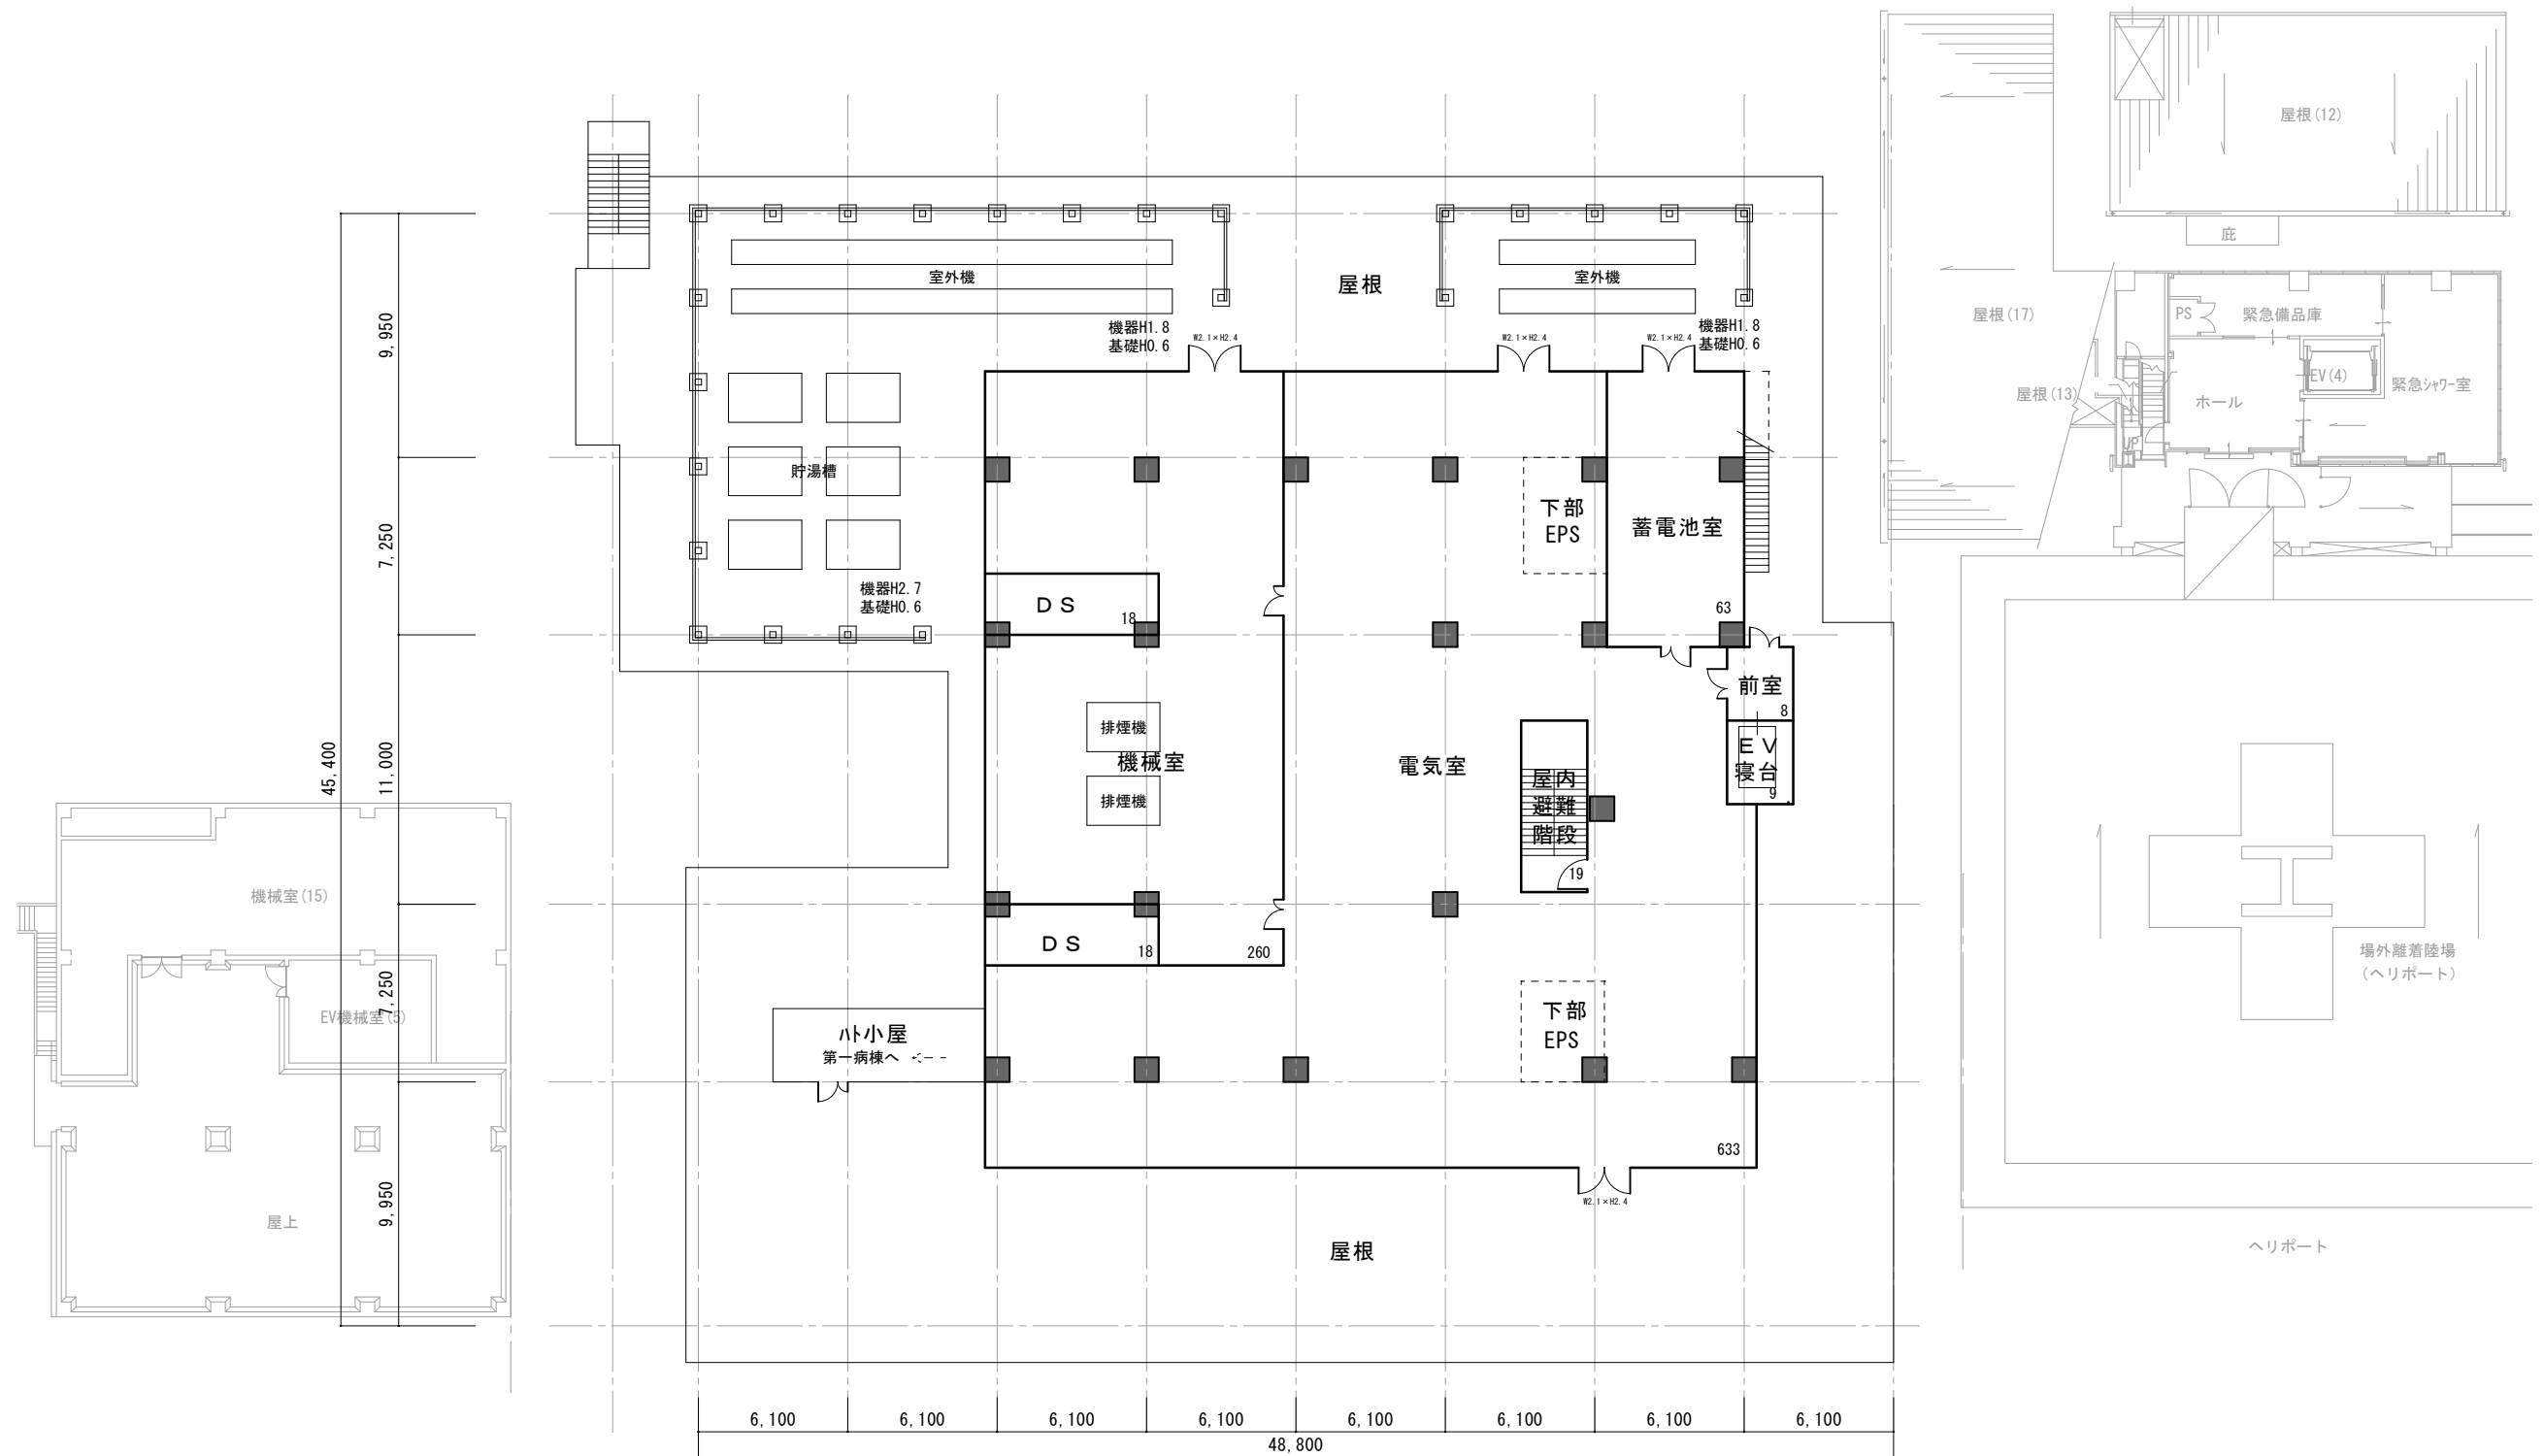 屋根(12)
庇
室外機
室外機
屋根
機器H1.8
基礎H0.6
機器H1.8
基礎H0.6
W2.1×H2.4
W2.1×H2.4
W2.1×H2.4
屋根(17)
PS
緊急備品庫
EV(4)
緊急ｼｬﾜｰ室
屋根(13)
ホール
9,950
7,250
貯湯槽
下部
EPS
蓄電池室
機器H2.7
基礎H0.6
DS
18
63
前室
8
排煙機
機械室
排煙機
電気室
屋内
避難
階段
19
EV
寝台
9
45,400
11,000
機械室(15)
EV機械室(5)
7,250
DS
18
260
下部
EPS
ﾊﾄ小屋
第一病棟へ
場外離着陸場
(ヘリポート)
H
633
W2.1×H2.4
9,950
屋上
屋根
ヘリポート
6,100
6,100
6,100
6,100
6,100
6,100
6,100
6,100
48,800